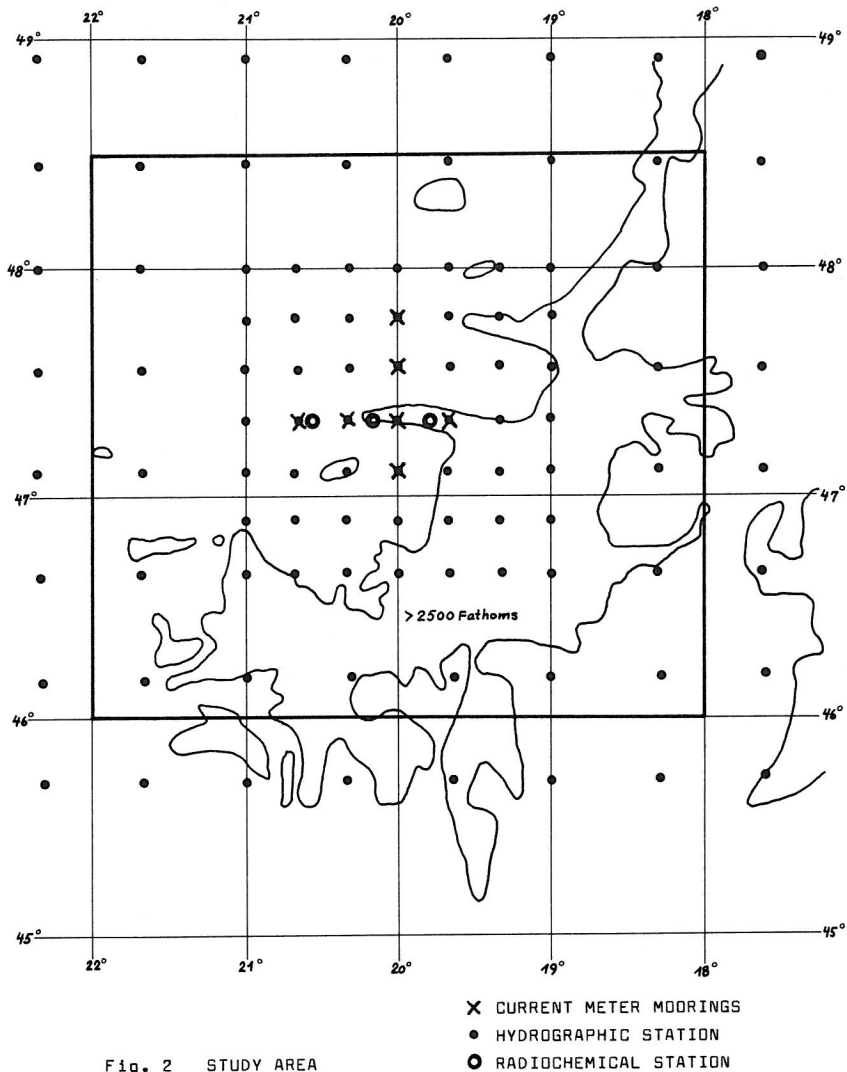 22° 21° 20° 19° 18°
49° 49°
48° 48°
47° 47°
> 2500 Fathoms
46° 46°
45° 45°
22° 21° 20° 19° 18°
CURRENT METER MOORINGS
HYDROGRAPHIC STATION
Fig. 2 STUDY AREA
RADIOCHEMICAL STATION